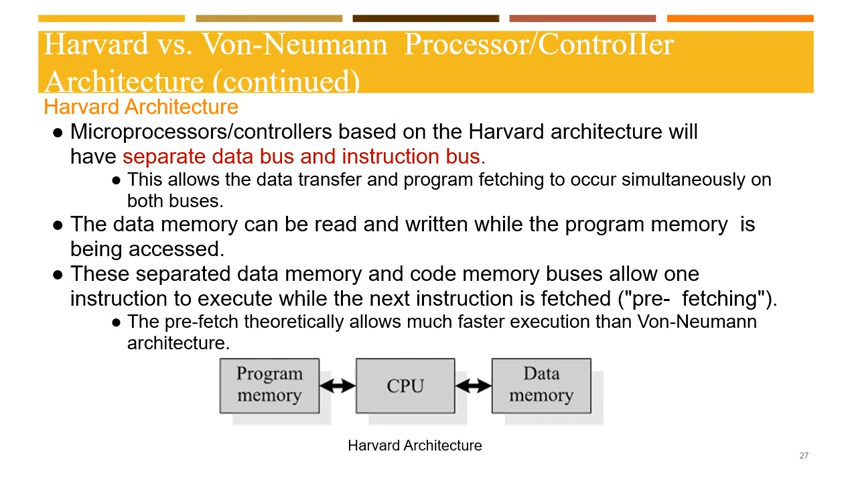 Harvard vs. Von-Neumann Processor/ControIIer
Architecture (continued)
Harvard Architecture
● Microprocessors/controllers based on the Harvard architecture will
have separate data bus and instruction bus.
● This allows the data transfer and program fetching to occur simultaneously on
both buses.
● The data memory can be read and written while the program memory is
being accessed.
● These separated data memory and code memory buses allow one
instruction to execute while the next instruction is fetched ("pre- fetching").
● The pre-fetch theoretically allows much faster execution than Von-Neumann
architecture.
Program
memory
CPU
Data
memory
Harvard Architecture
27